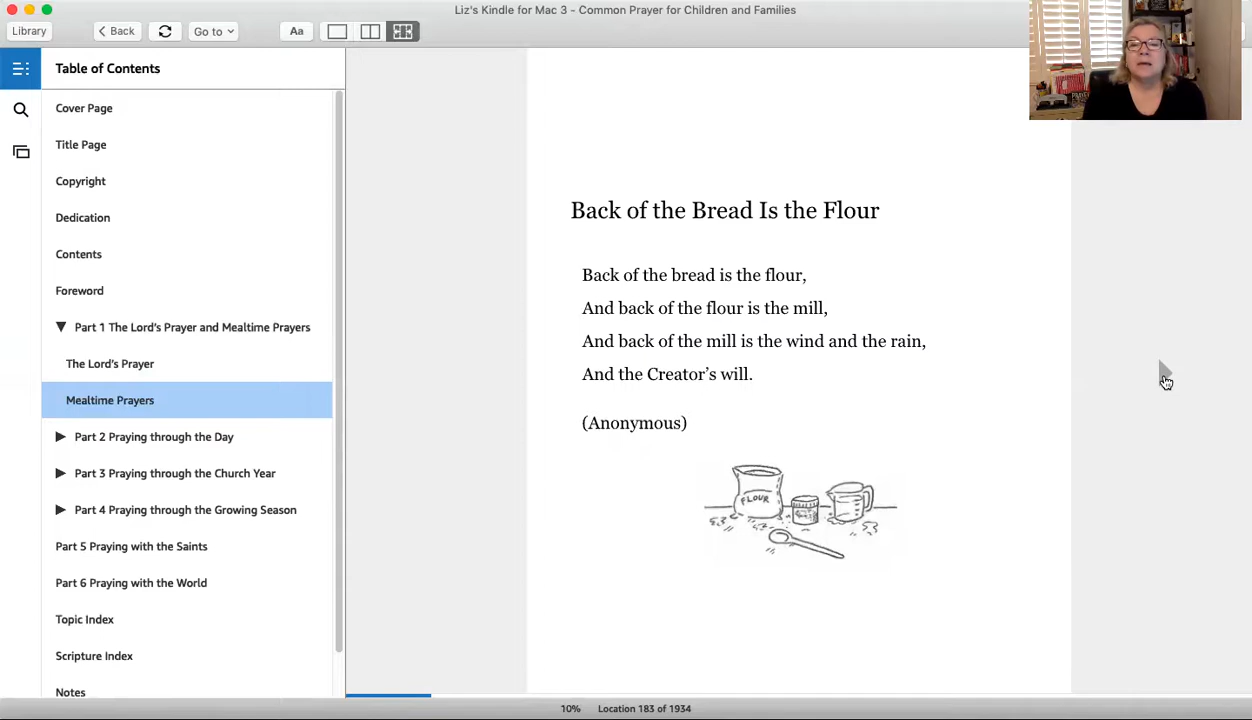 Liz's Kindle for Mac 3 - Common Prayer for Children and Families
Library
Back
Go to
Aa
Table of Contents
Cover Page
Title Page
Copyright
Dedication
Contents
Foreword
Part 1 The Lord's Prayer and Mealtime Prayers
The Lord's Prayer
Mealtime Prayers
Part 2 Praying through the Day
Part 3 Praying through the Church Year
Part 4 Praying through the Growing Season
Part 5 Praying with the Saints
Part 6 Praying with the World
Topic Index
Scripture Index
Notes
Back of the Bread Is the Flour
Back of the bread is the flour,
And back of the flour is the mill,
And back of the mill is the wind and the rain,
And the Creator's will.
(Anonymous)
FLOUR
10% Location 183 of 1934